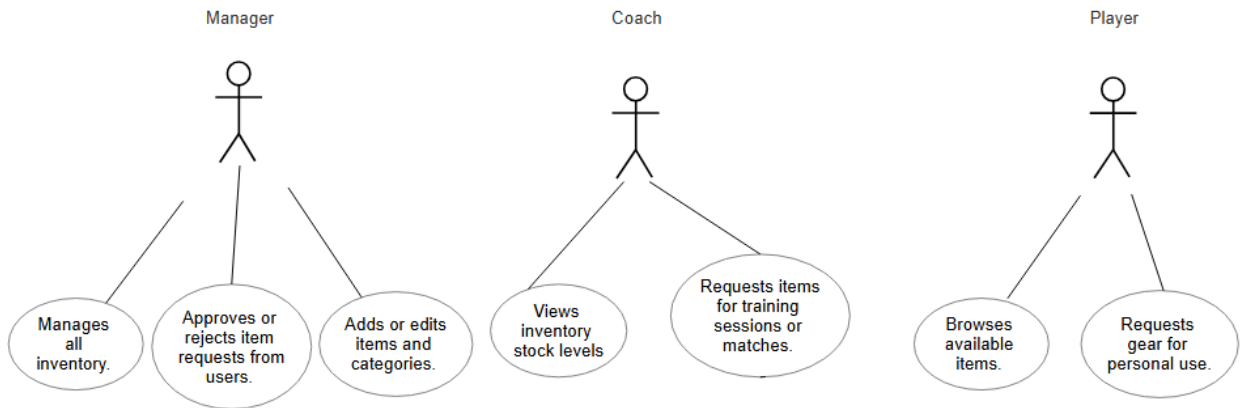 Manager
Coach
Player
Manages
all
inventory.
Approves or
rejects item
requests from
users.
Adds or edits
items and
categories.
Views
inventory
stock levels
Requests items
for training
sessions or
matches.
Browses
available
items.
Requests
gear for
personal use.